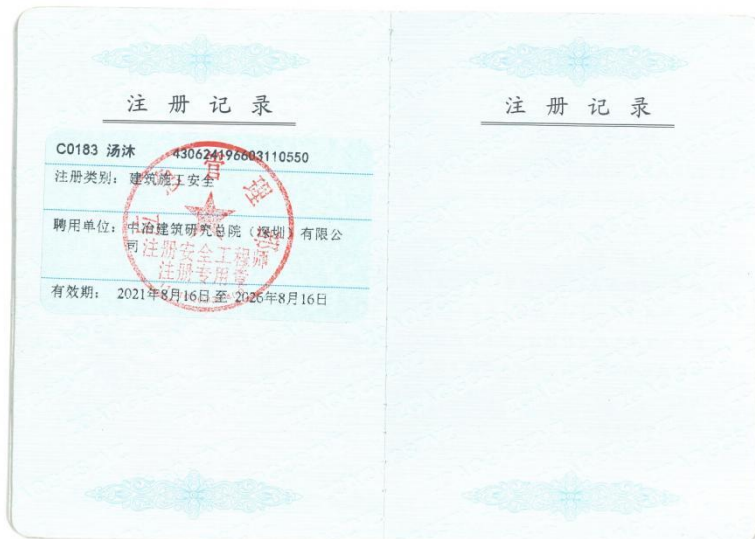 注册记录
C0183 汤沐 430624196603110550
注册类别：建筑施工安全
聘用单位：中冶建筑研究总院（深圳）有限公
司
有效期：2021年8月16日至2026年8月16日
管理
注册安全工程师
注册专用章
注册记录